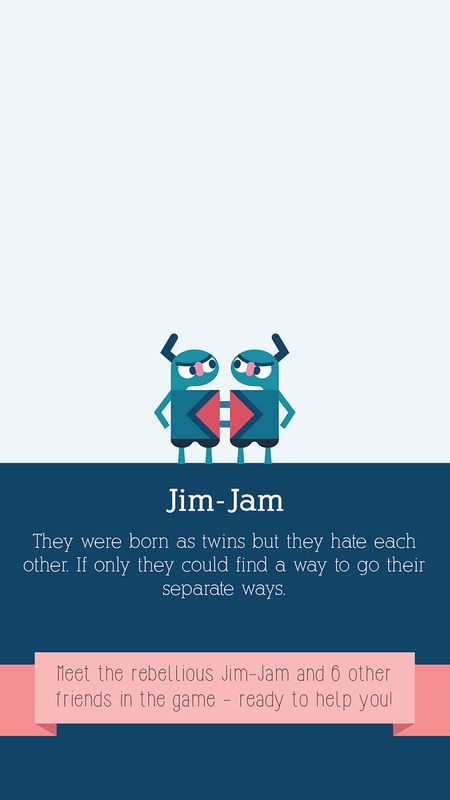 Jim-Jam
They were born as twins but they hate each
other. If only they could find a way to go their
separate ways.
Meet the rebellious Jim-Jam and 6 other
friends in the game - ready to help you!